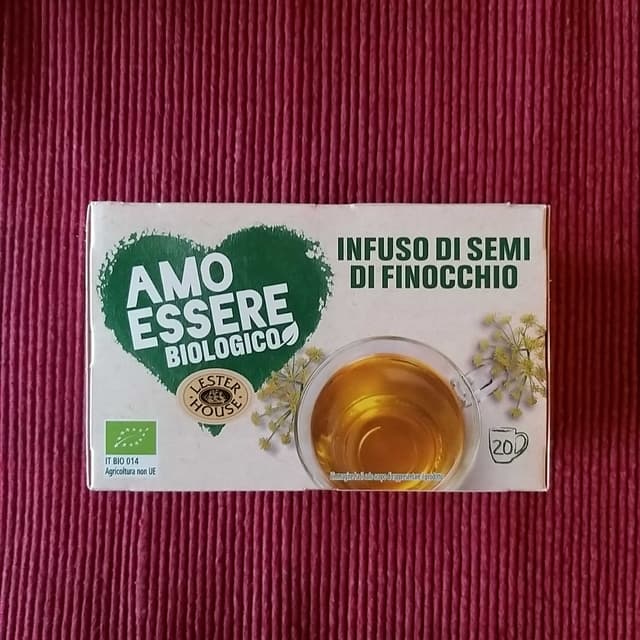 AMO
ESSERE
BIOLOGICO
LESTER
HOUSE
INFUSO DI SEMI
DI FINOCCHIO
20
IT BIO 014
Agricoltura non UE